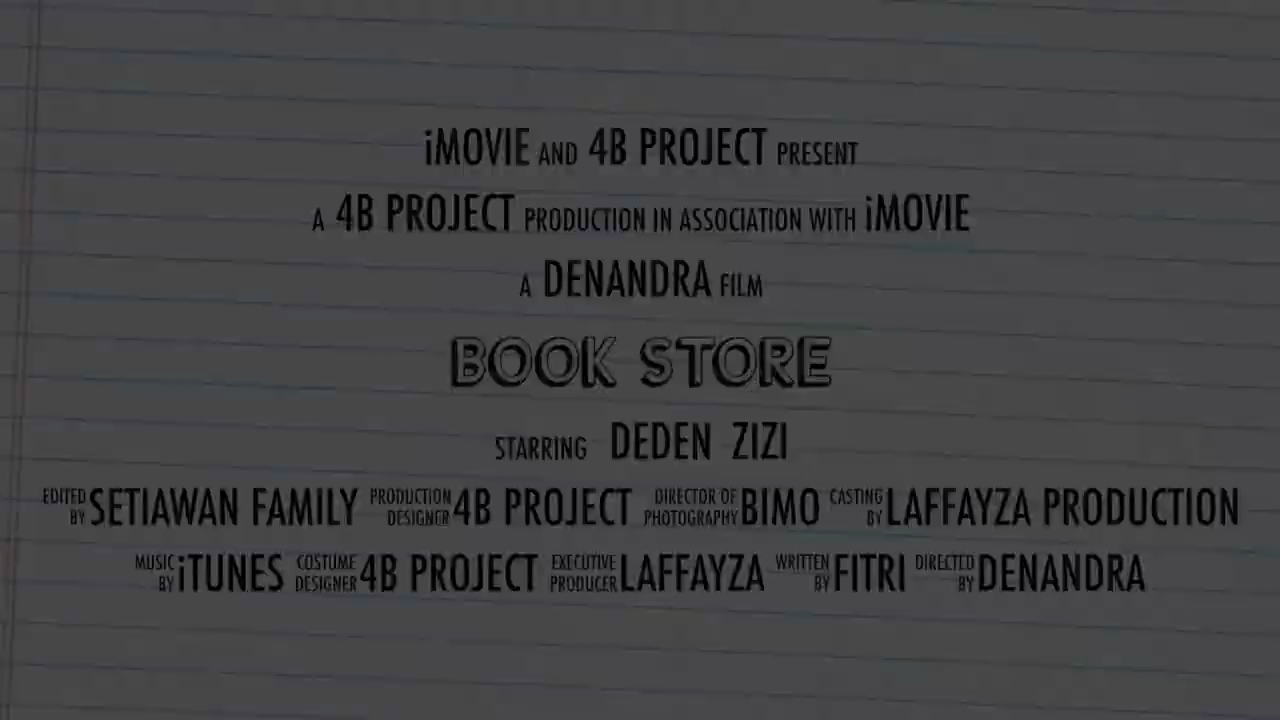 iMOVIE AND 4B PROJECT PRESENT
A 4B PROJECT PRODUCTION IN ASSOCIATION WITH iMOVIE
A DENANDRA FILM
BOOK STORE
STARRING DEDEN ZIZI
EDITED BY SETIAWAN FAMILY PRODUCTION DESIGNER 4B PROJECT DIRECTOR OF PHOTOGRAPHY BIMO CASTING BY LAFFAYZA PRODUCTION
MUSIC BY iTUNES COSTUME DESIGNER 4B PROJECT EXECUTIVE PRODUCER LAFFAYZA WRITTEN BY FITRI DIRECTED BY DENANDRA